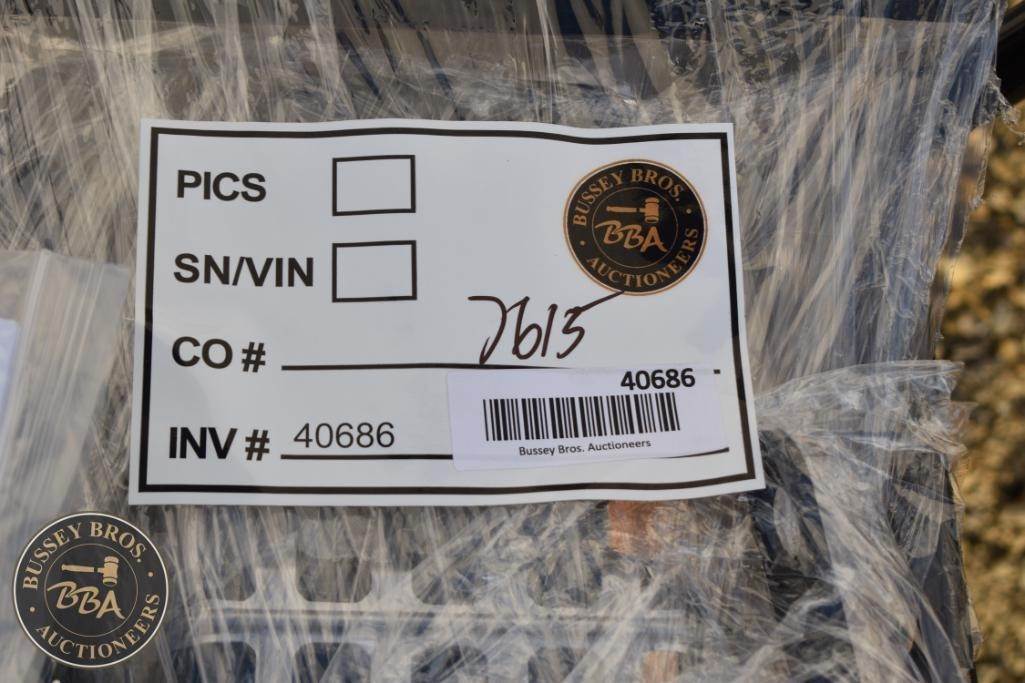 PICS
BUSSEY BROS.
BBA
AUCTIONEERS
SN/VIN
7615
CO #
40686
INV # 40686
Bussey Bros. Auctioneers
BUSSEY BROS.
BBA
AUCTIONEERS